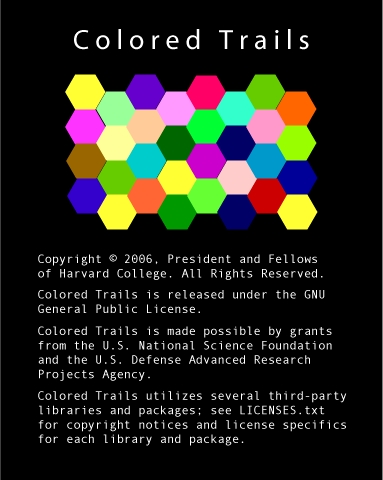 Colored Trails
Copyright © 2006, President and Fellows
of Harvard College. All Rights Reserved.
Colored Trails is released under the GNU
General Public License.
Colored Trails is made possible by grants
from the U.S. National Science Foundation
and the U.S. Defense Advanced Research
Projects Agency.
Colored Trails utilizes several third-party
libraries and packages; see LICENSES.txt
for copyright notices and license specifics
for each library and package.